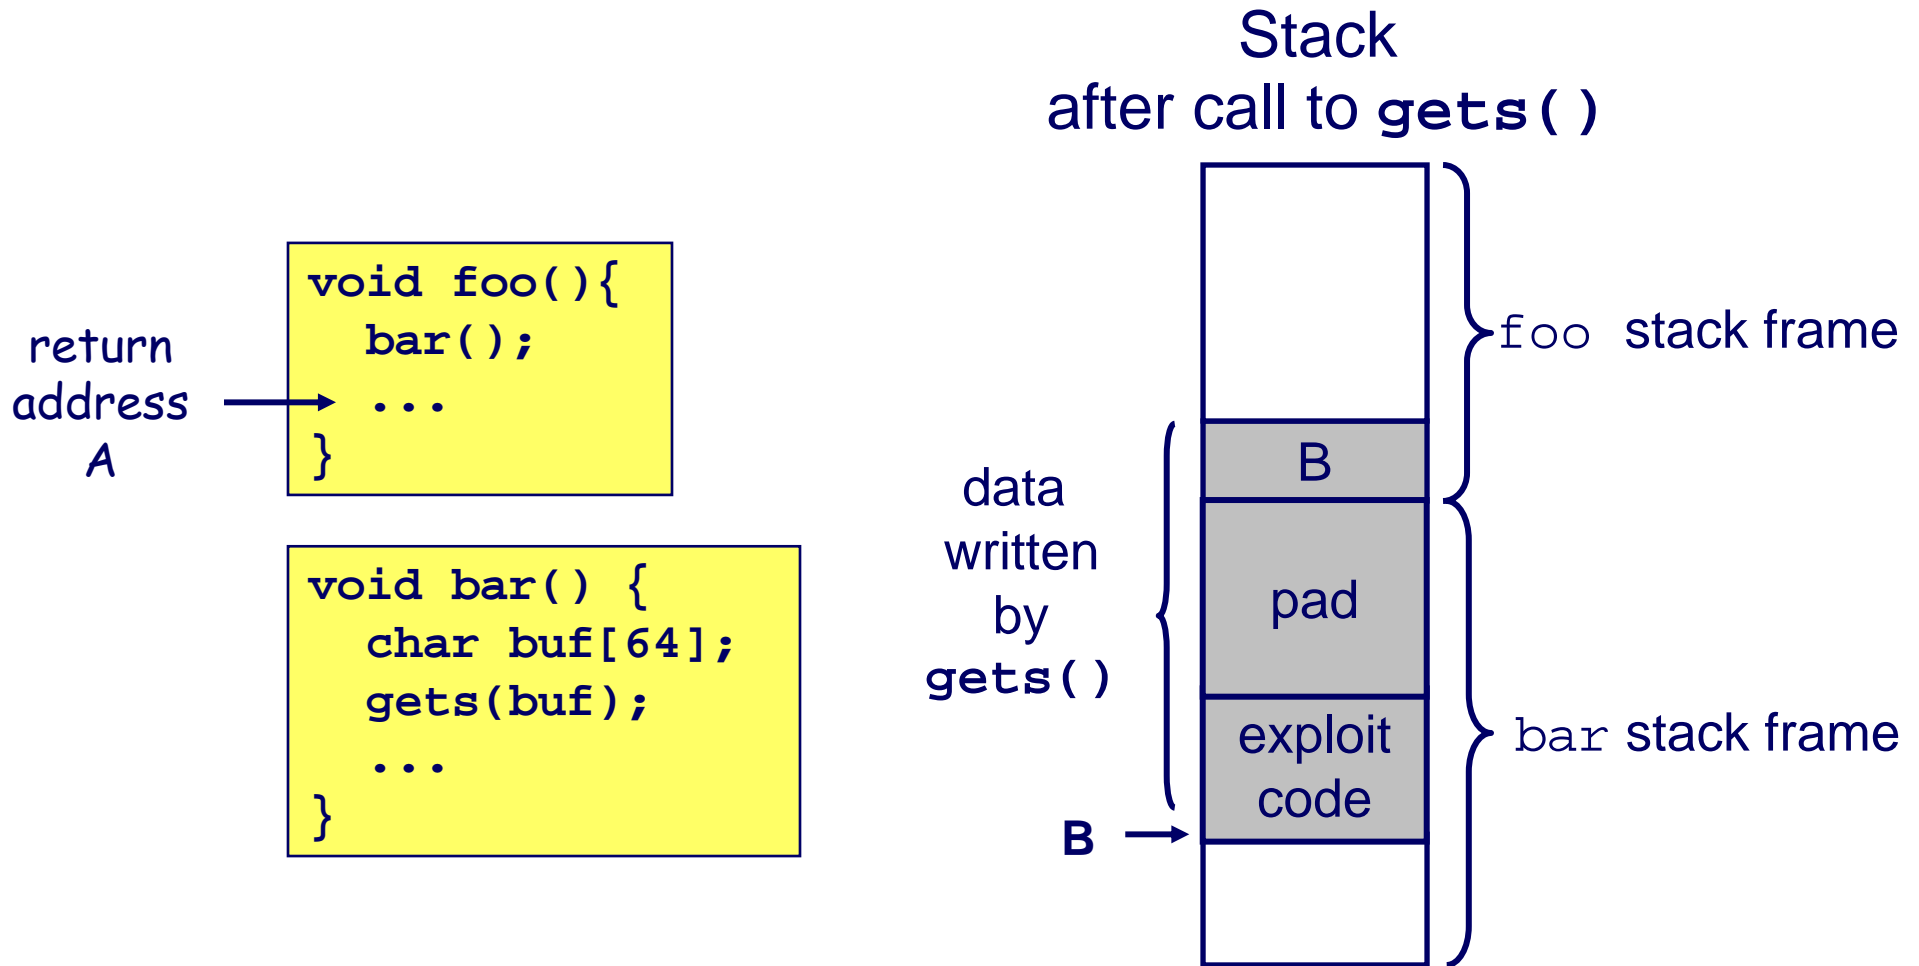 Stack
after call to gets()
return
address
A
void foo(){
  bar();
  ...
}
void bar() {
  char buf[64];
  gets(buf);
  ...
}
data
written
by
gets()
B
B
pad
exploit
code
foo stack frame
bar stack frame